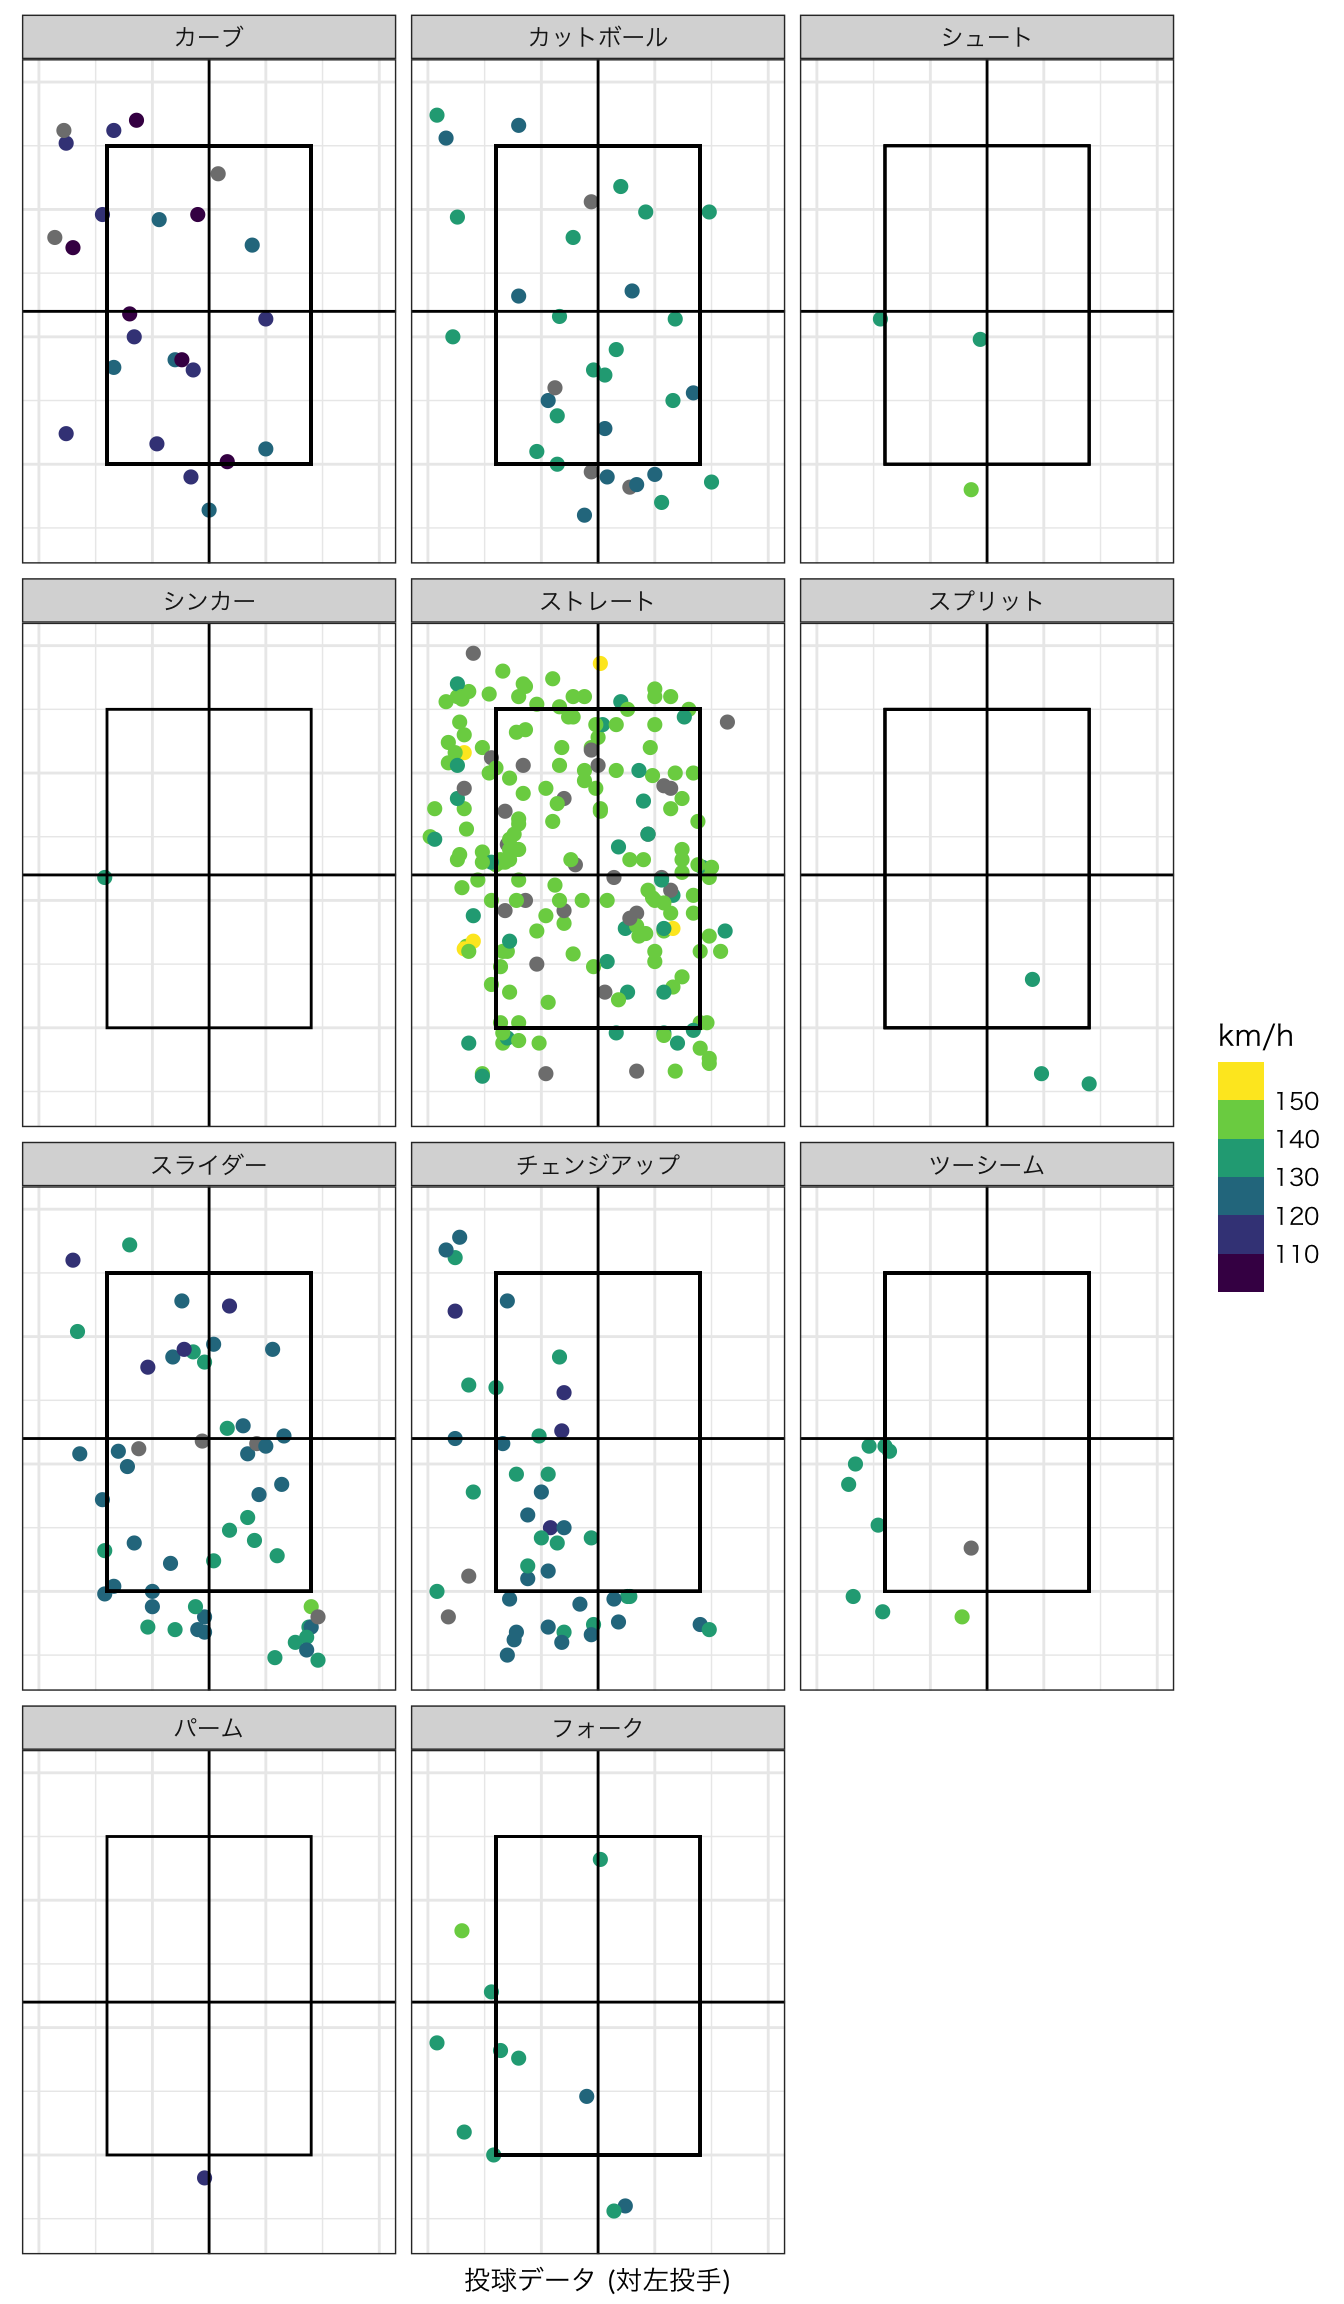 カーブ
カットボール
シュート
シンカー
ストレート
スプリット
スライダー
チェンジアップ
ツーシーム
パーム
フォーク
km/h
150
140
130
120
110
投球データ (対左投手)